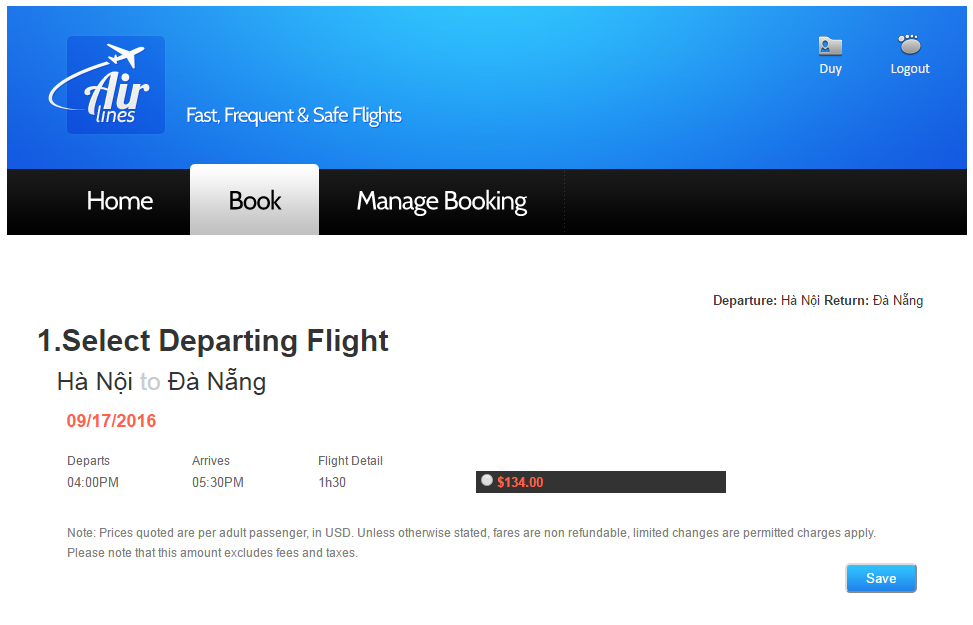 Air
lines
Fast, Frequent & Safe Flights
Duy
Logout
Home
Book
Manage Booking
Departure: Hà Nội Return: Đà Nẵng
1.Select Departing Flight
Hà Nội to Đà Nẵng
09/17/2016
Departs Arrives Flight Detail
04:00PM 05:30PM 1h30 $134.00
Note: Prices quoted are per adult passenger, in USD. Unless otherwise stated, fares are non refundable, limited changes are permitted charges apply.
Please note that this amount excludes fees and taxes.
Save